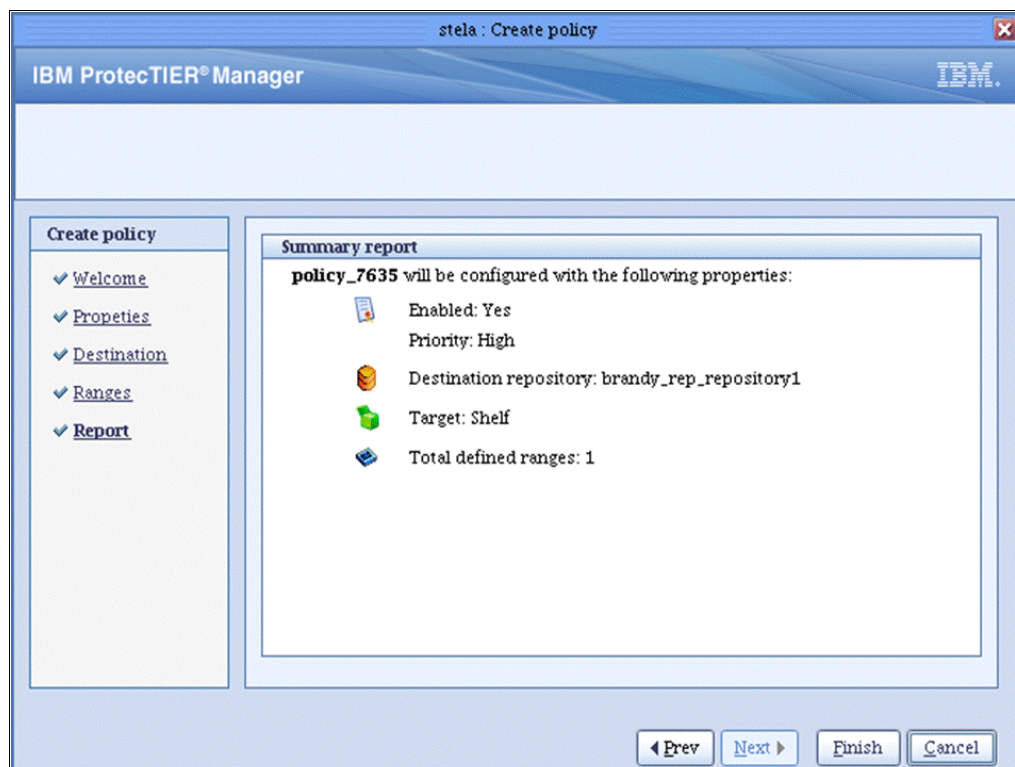 stela : Create policy
IBM ProtecTIER® Manager
IBM.
Create policy
Welcome
Propeties
Destination
Ranges
Report
Summary report
policy_7635 will be configured with the following properties:
Enabled: Yes
Priority: High
Destination repository: brandy_rep_repository1
Target: Shelf
Total defined ranges: 1
Prev
Next
Finish
Cancel